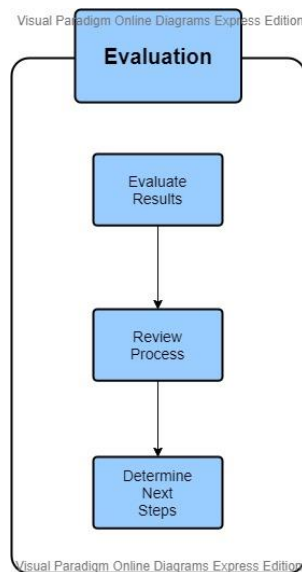 Visual Paradigm Online Diagrams Express Edition
Evaluation
Evaluate
Results
Review
Process
Determine
Next
Steps
Visual Paradigm Online Diagrams Express Edition